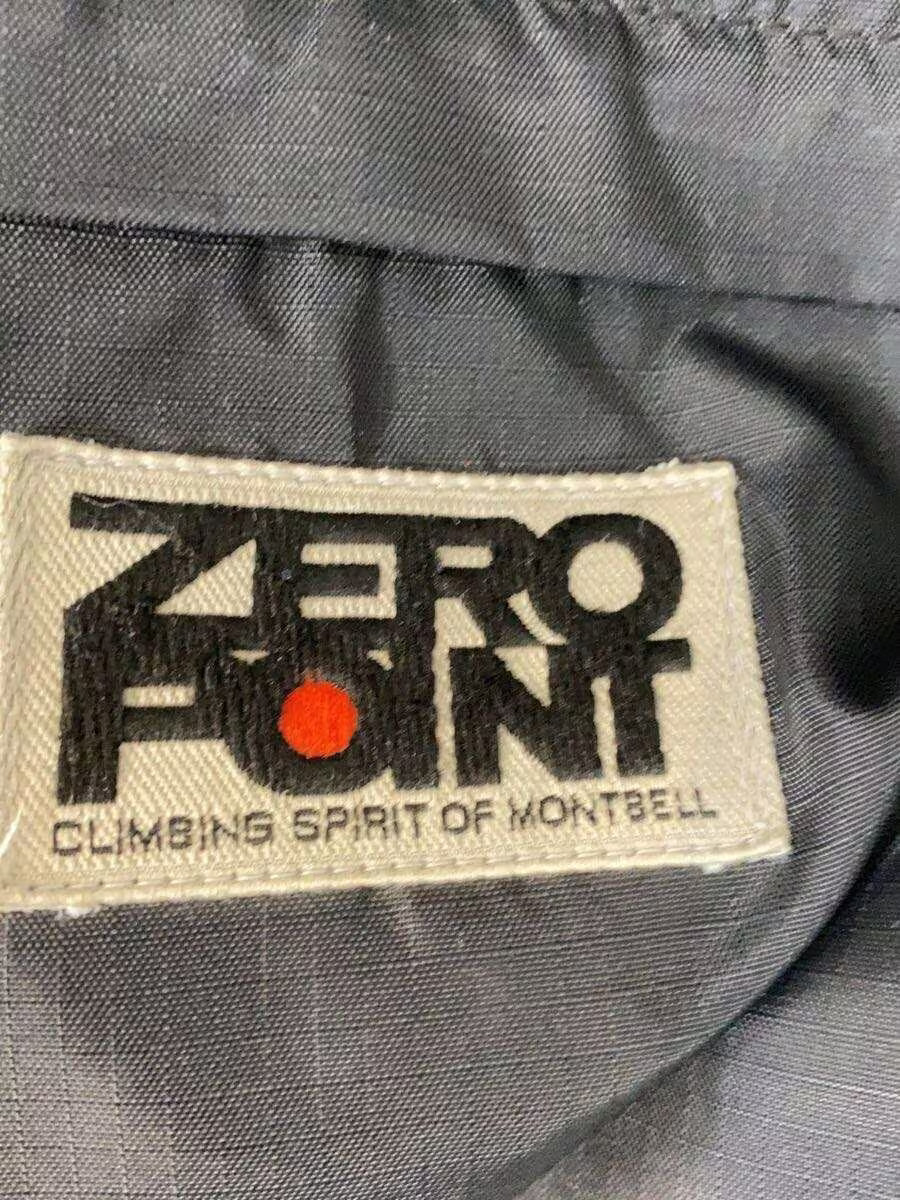 ZERO
POINT
CLIMBING SPIRIT OF MONTBELL